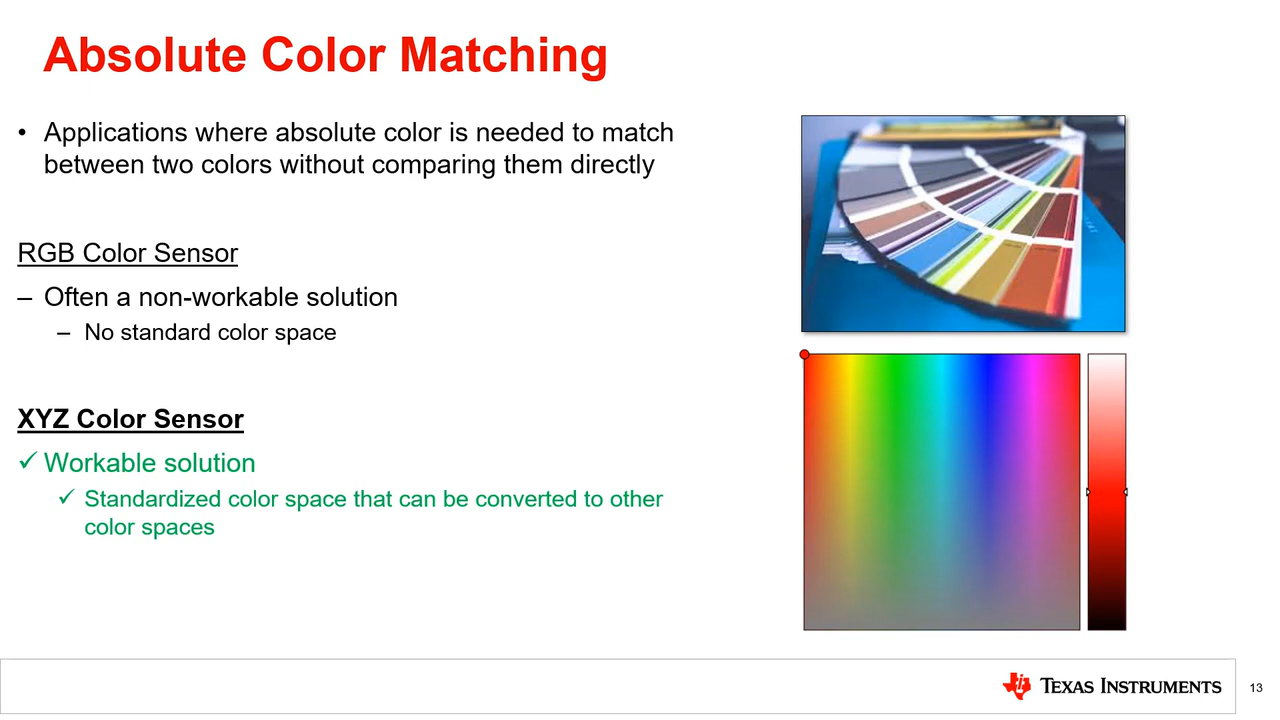 Absolute Color Matching
• Applications where absolute color is needed to match
between two colors without comparing them directly
RGB Color Sensor
– Often a non-workable solution
– No standard color space
XYZ Color Sensor
✓ Workable solution
✓ Standardized color space that can be converted to other
color spaces
TEXAS INSTRUMENTS
13